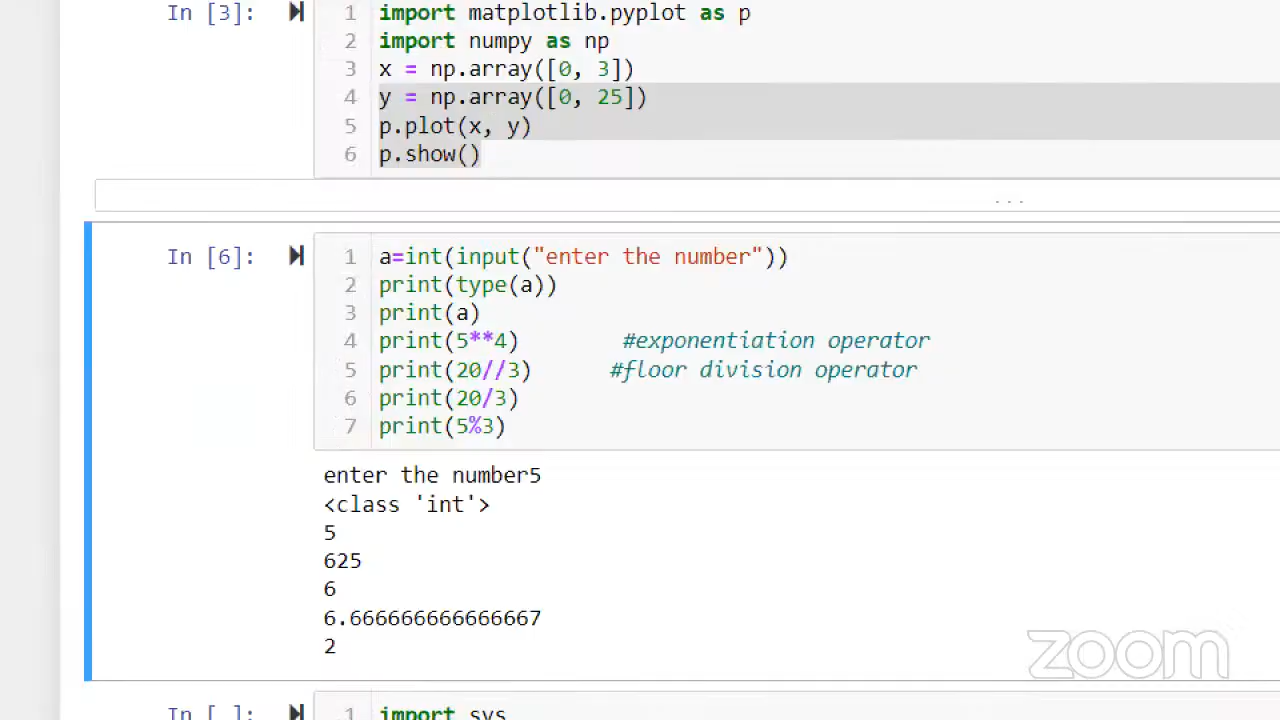 In [3]:
1 import matplotlib.pyplot as p
2 import numpy as np
3 x = np.array([0, 3])
4 y = np.array([0, 25])
5 p.plot(x, y)
6 p.show()
...
In [6]:
1 a=int(input("enter the number"))
2 print(type(a))
3 print(a)
4 print(5**4) #exponentiation operator
5 print(20//3) #floor division operator
6 print(20/3)
7 print(5%3)
enter the number5
<class 'int'>
5
625
6
6.666666666666667
2
zoom
In [ ]:
1 import sys